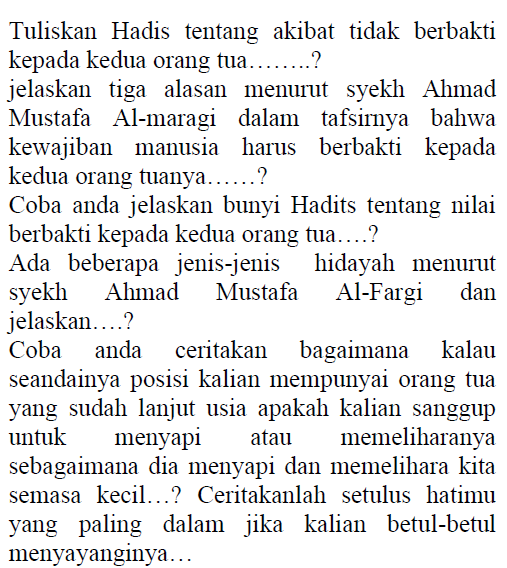 Tuliskan Hadis tentang akibat tidak berbakti
kepada kedua orang tua……..?
jelaskan tiga alasan menurut syekh Ahmad
Mustafa Al-maragi dalam tafsirnya bahwa
kewajiban manusia harus berbakti kepada
kedua orang tuanya……?
Coba anda jelaskan bunyi Hadits tentang nilai
berbakti kepada kedua orang tua….?
Ada beberapa jenis-jenis hidayah menurut
syekh Ahmad Mustafa Al-Fargi dan
jelaskan….?
Coba anda ceritakan bagaimana kalau
seandainya posisi kalian mempunyai orang tua
yang sudah lanjut usia apakah kalian sanggup
untuk menyapi atau memeliharanya
sebagaimana dia menyapi dan memelihara kita
semasa kecil…? Ceritakanlah setulus hatimu
yang paling dalam jika kalian betul-betul
menyayanginya…